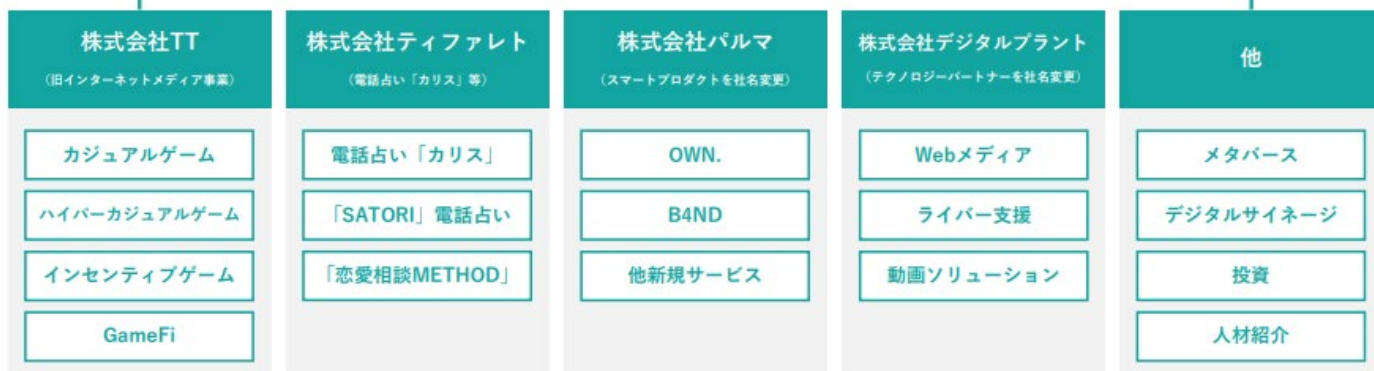 株式会社TT
（旧インターネットメディア事業）
カジュアルゲーム
ハイパーカジュアルゲーム
インセンティブゲーム
GameFi
株式会社ティファレト
（電話占い「カリス」等）
電話占い「カリス」
「SATORI」電話占い
「恋愛相談METHOD」
株式会社パルマ
（スマートプロダクトを社名変更）
OWN.
B4ND
他新規サービス
株式会社デジタルプラント
（テクノロジーパートナーを社名変更）
Webメディア
ライバー支援
動画ソリューション
他
メタバース
デジタルサイネージ
投資
人材紹介